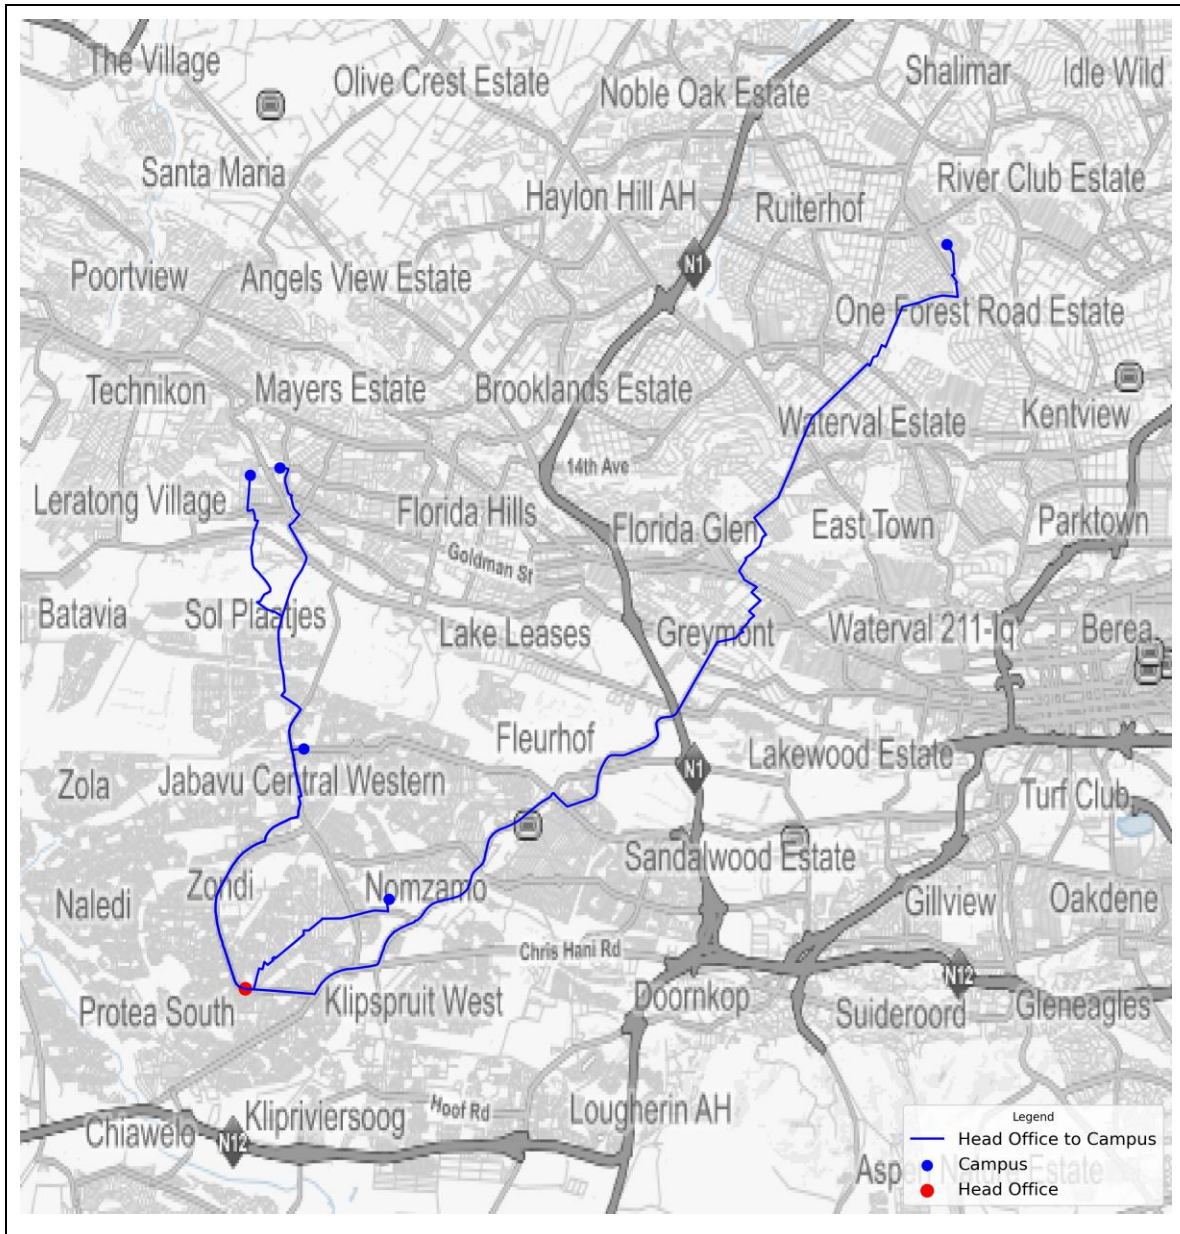 The Village
Olive Crest Estate
Noble Oak Estate
Shalimar
Idle Wild
Santa Maria
Haylon Hill AH
Ruiterhof
River Club Estate
Poortview
Angels View Estate
N1
One Forest Road Estate
Technikon
Mayers Estate
Brooklands Estate
Waterval Estate
Kentview
14th Ave
Leratong Village
Florida Hills
Florida Glen
East Town
Parktown
Goldman St
Batavia
Sol Plaatjes
Lake Leases
Greymont
Waterval 211-Iq
Berea
Fleurhof
Lakewood Estate
Zola
Jabavu Central Western
N1
Turf Club
Sandalwood Estate
Naledi
Zondi
Nomzamo
Gillview
Oakdene
Chris Hani Rd
N12
Protea South
Klipspruit West
Doornkop
Suideroord
Gleneagles
Chiawelo
N12
Klipriviersoog
Hoof Rd
Lougherin AH
Aspen Nature Estate
Legend
Head Office to Campus
Campus
Head Office